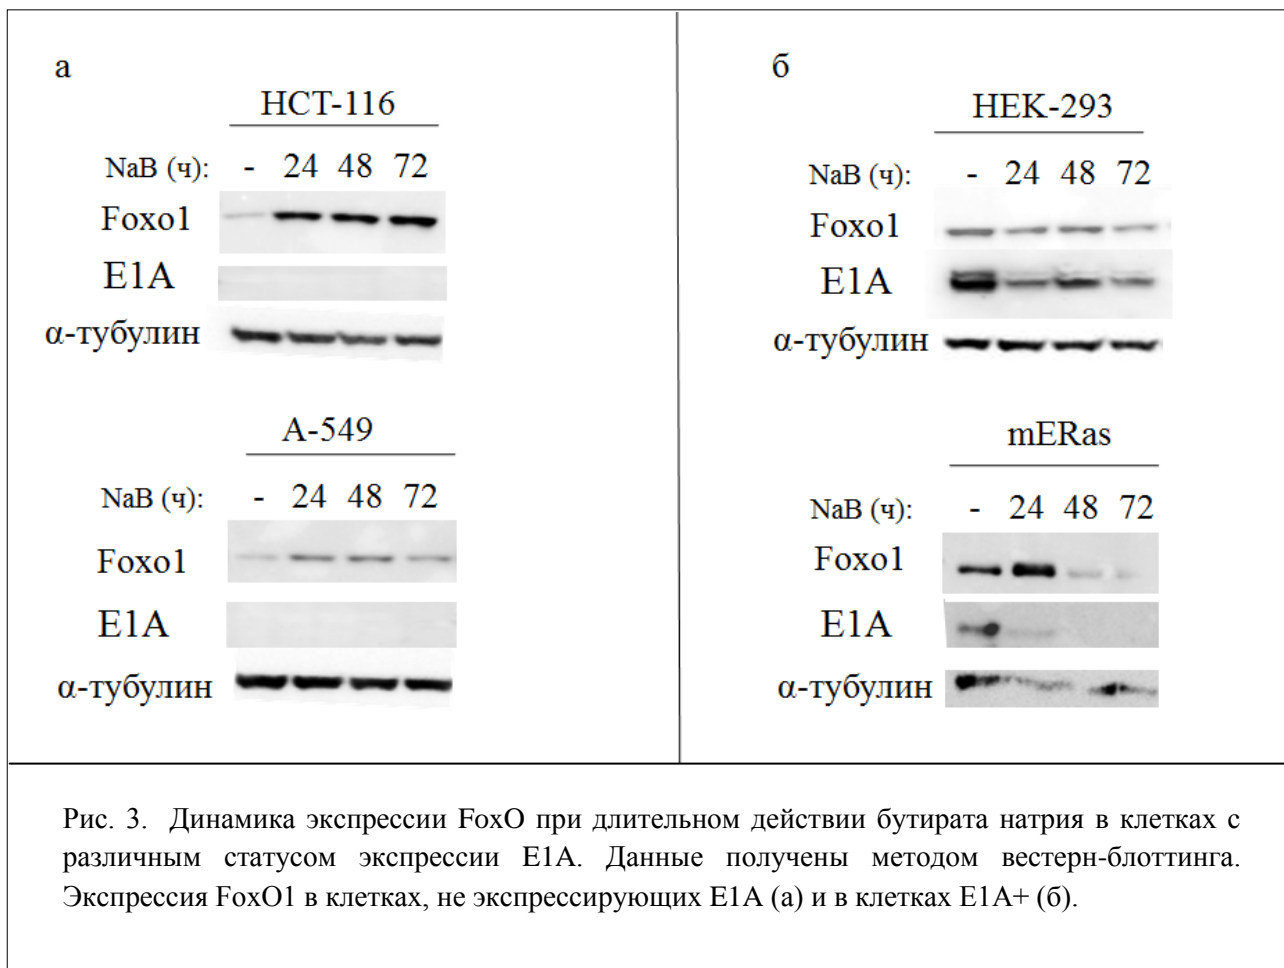 а
HCT-116
NaB (ч): - 24 48 72
Foxo1
E1A
α-тубулин
A-549
NaB (ч): - 24 48 72
Foxo1
E1A
α-тубулин
б
HEK-293
NaB (ч): - 24 48 72
Foxo1
E1A
α-тубулин
mERas
NaB (ч): - 24 48 72
Foxo1
E1A
α-тубулин
Рис. 3. Динамика экспрессии FoxO при длительном действии бутирата натрия в клетках с
различным статусом экспрессии E1A. Данные получены методом вестерн-блоттинга.
Экспрессия FoxO1 в клетках, не экспрессирующих E1A (а) и в клетках E1A+ (б).